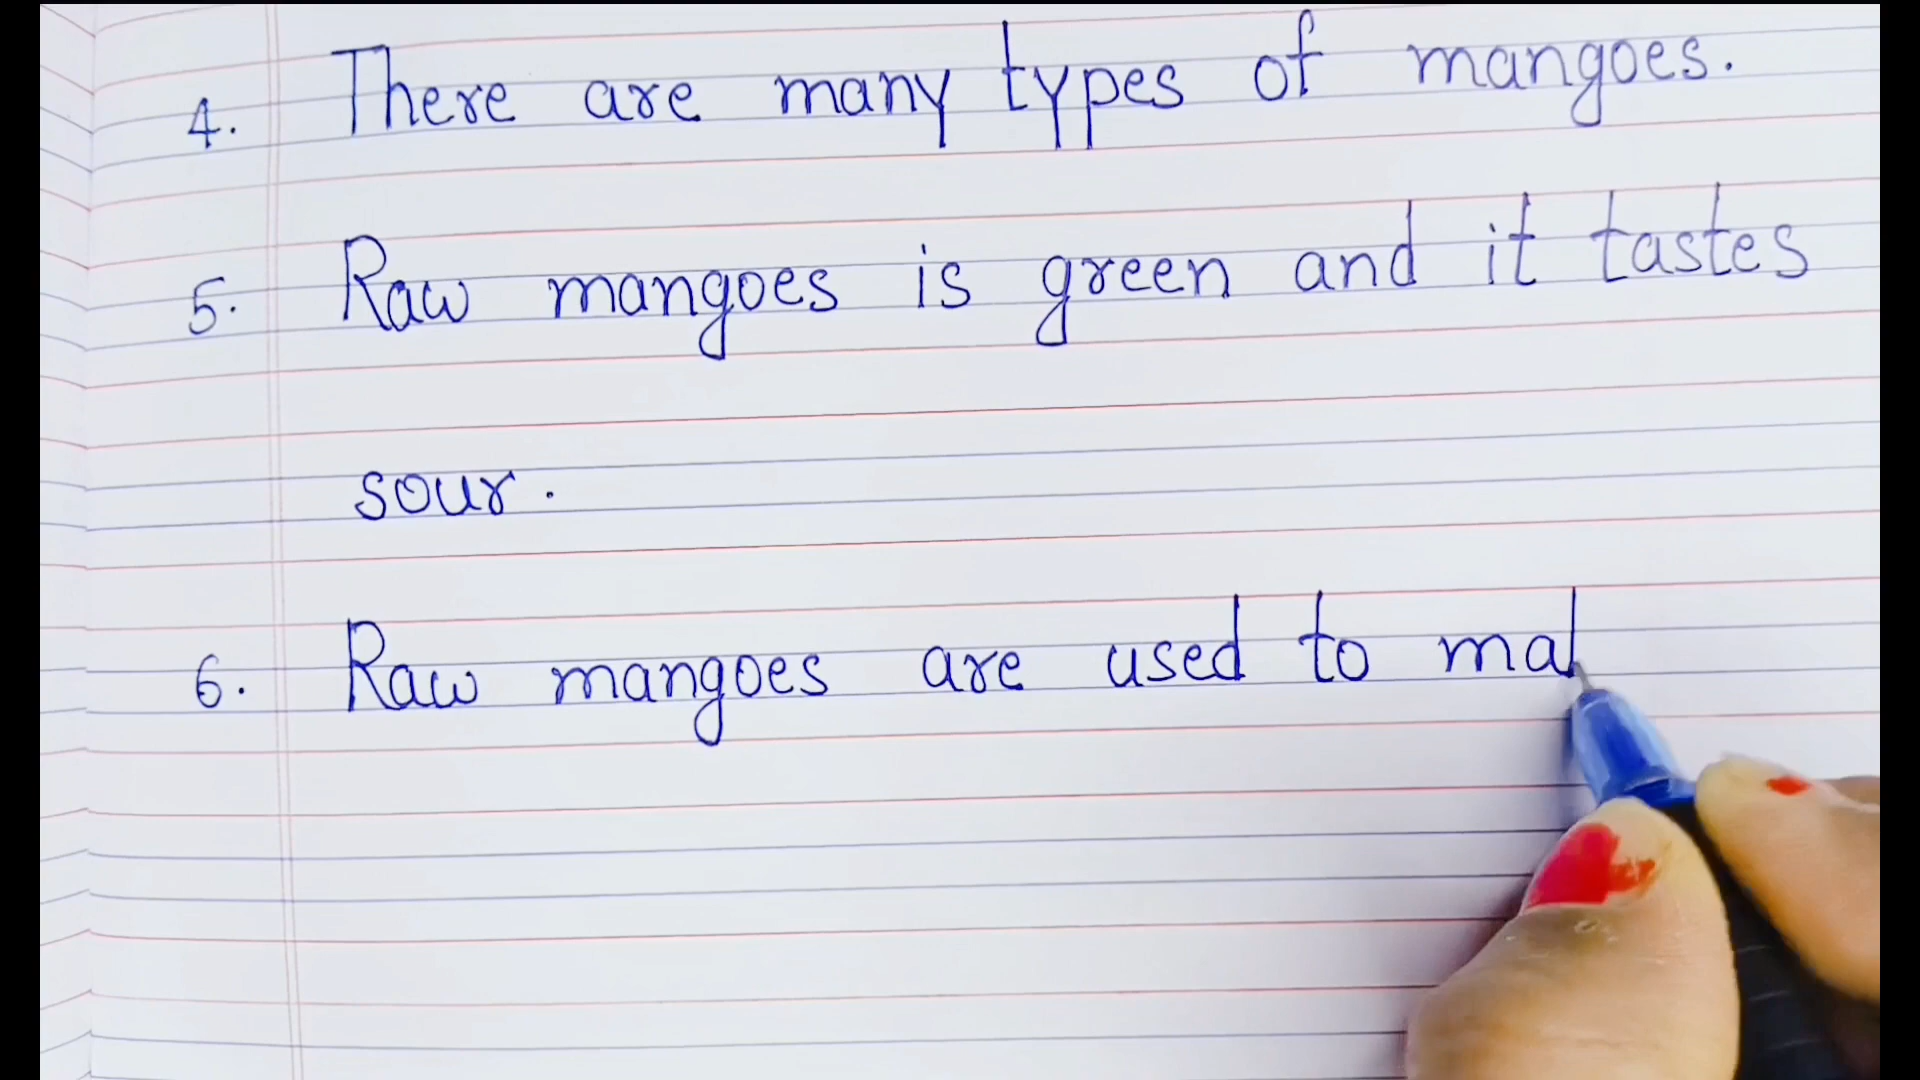 4. There are many types of mangoes.
5. Raw mangoes is green and it tastes
sour.
6. Raw mangoes are used to